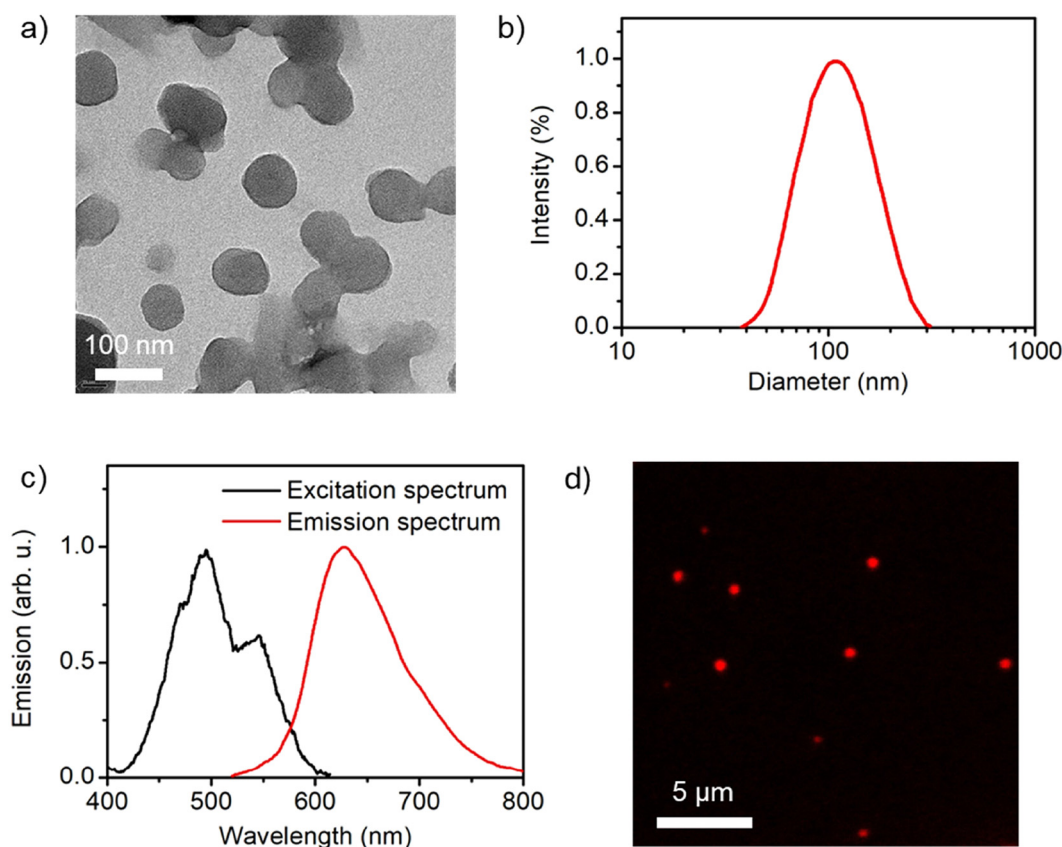 a)
100 nm
b)
Intensity (%)
1.0
0.8
0.6
0.4
0.2
0.0
10
100
1000
Diameter (nm)
c)
Excitation spectrum
Emission spectrum
Emission (arb. u.)
1.0
0.5
0.0
400
500
600
700
800
Wavelength (nm)
d)
5 μm